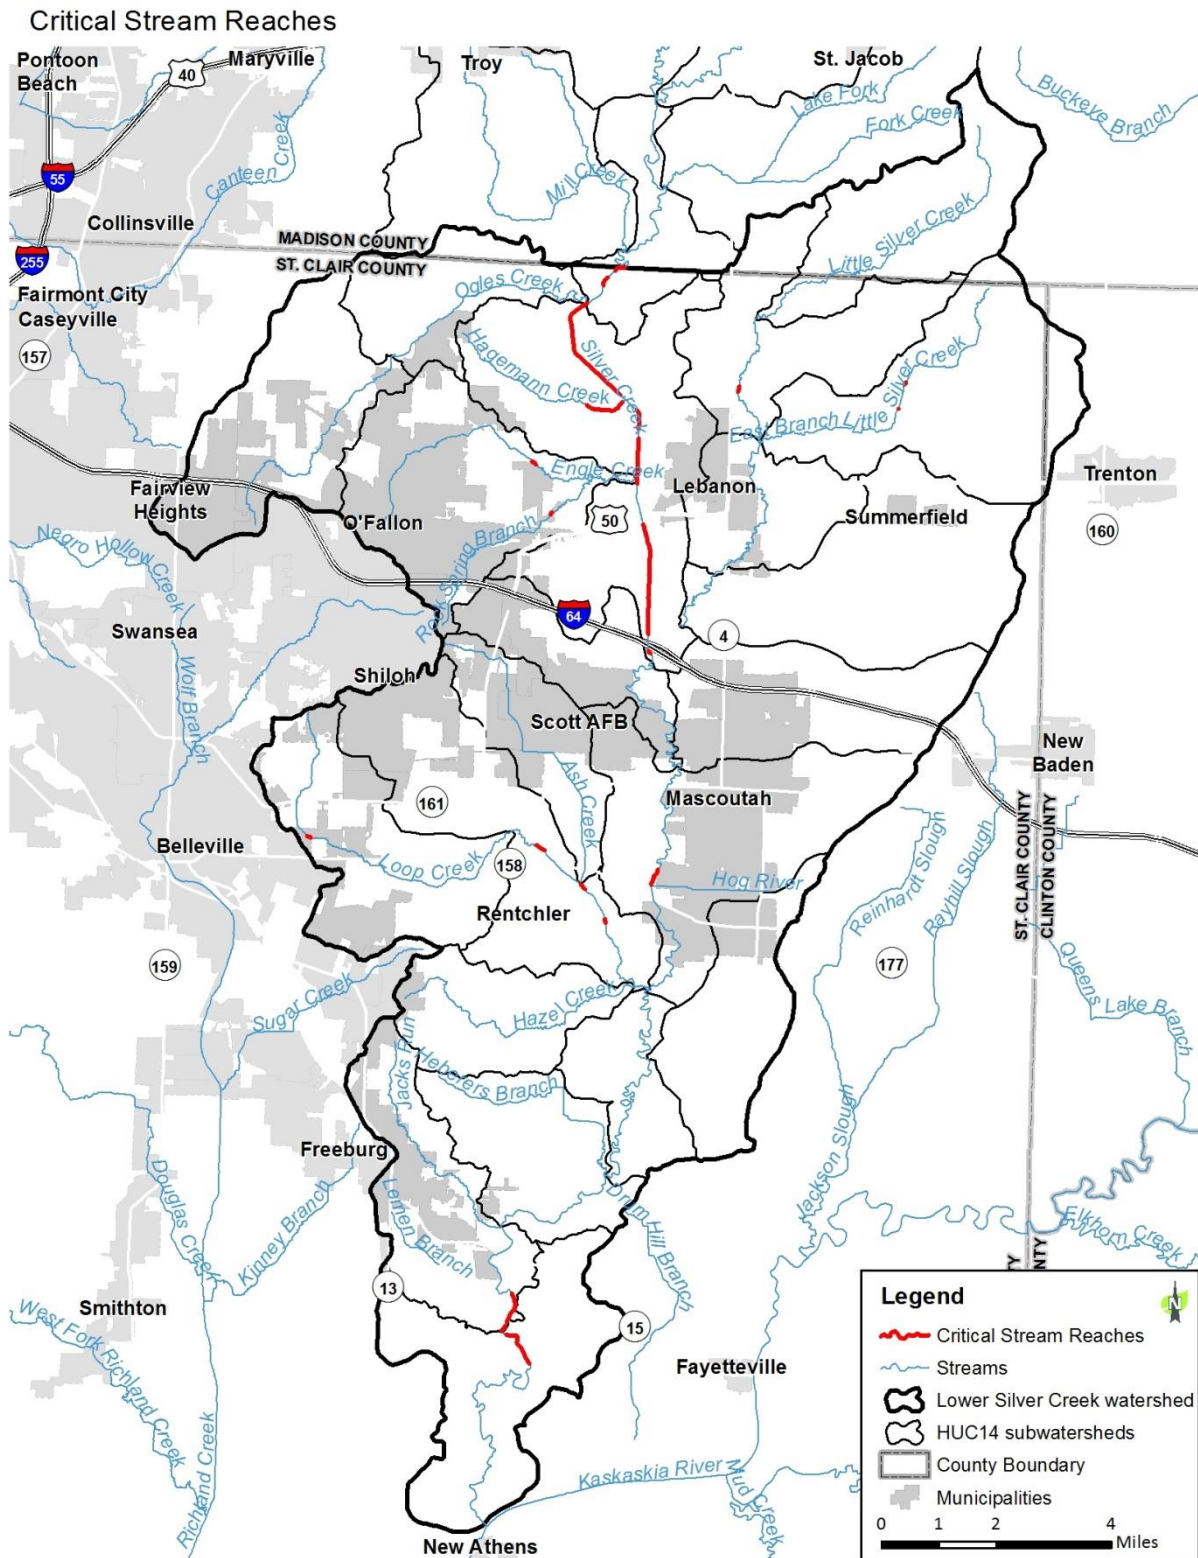 Critical Stream Reaches
Pontoon
Beach
40
Maryville
Troy
St. Jacob
Lake Fork
Fork Creek
Buckeye Branch
55
Canteen Creek
Mill Creek
Collinsville
Little Silver Creek
MADISON COUNTY
ST. CLAIR COUNTY
255
Fairmont City
Caseyville
Ogles Creek
157
Hagemann Creek
Silver Creek
East Branch Little Silver Creek
Engle Creek
Lebanon
Trenton
Fairview
Heights
O'Fallon
50
Summerfield
160
Negro Hollow Creek
Rock Spring Branch
64
4
Swansea
Wolf Branch
Shiloh
Scott AFB
New
Baden
Ash Creek
161
Mascoutah
Belleville
Loop Creek
158
Hog River
Reinhardt Slough
Rayhill Slough
ST. CLAIR COUNTY
CLINTON COUNTY
Rentchler
159
177
Queens Lake Branch
Sugar Creek
Hazel Creek
Jacks Run
Heberers Branch
Freeburg
Jackson Slough
Douglas Creek
Kinney Branch
Lemen Branch
Drum Hill Branch
Elkhorn Creek
TY
NTY
13
Smithton
15
West Fork Richland Creek
Fayetteville
Richland Creek
Kaskaskia River
Mud Creek
New Athens
Legend
N
Critical Stream Reaches
Streams
Lower Silver Creek watershed
HUC14 subwatersheds
County Boundary
Municipalities
0 1 2 4
Miles